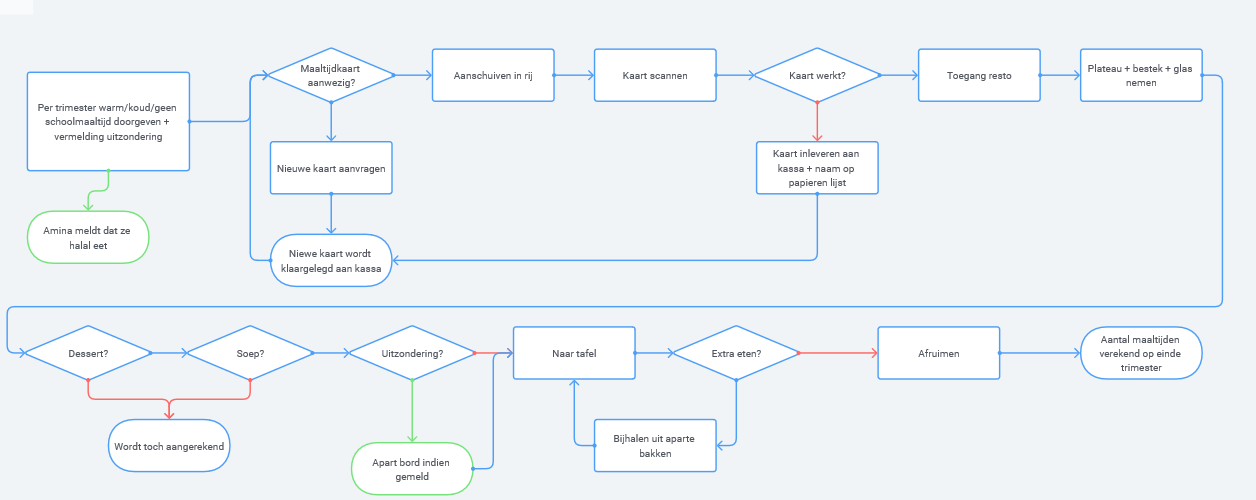 Per trimester warm/koud/geen
schoolmaaltijd doorgeven +
vermelding uitzondering
Amina meldt dat ze
halal eet
Maaltijdkaart
aanwezig?
Nieuwe kaart aanvragen
Niewe kaart wordt
klaargelegd aan kassa
Aanschuiven in rij
Kaart scannen
Kaart werkt?
Kaart inleveren aan
kassa + naam op
papieren lijst
Toegang resto
Plateau + bestek + glas
nemen
Dessert?
Soep?
Wordt toch aangerekend
Uitzondering?
Apart bord indien
gemeld
Naar tafel
Extra eten?
Bijhalen uit aparte
bakken
Afruimen
Aantal maaltijden
verekend op einde
trimester